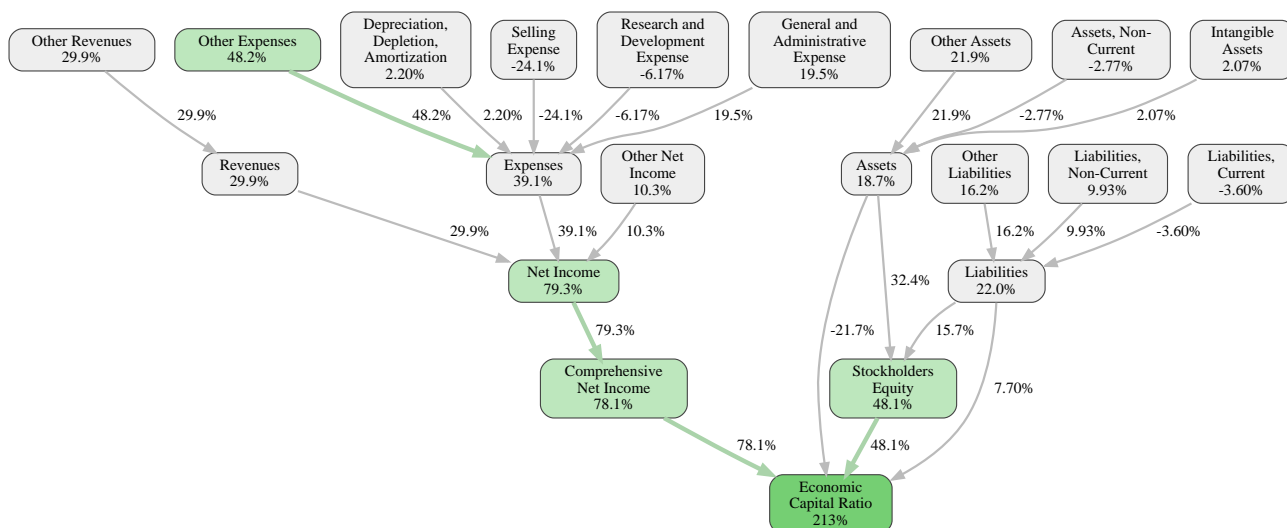 Other Revenues
29.9%
Other Expenses
48.2%
Depreciation,
Depletion,
Amortization
2.20%
Selling
Expense
-24.1%
Research and
Development
Expense
-6.17%
General and
Administrative
Expense
19.5%
Other Assets
21.9%
Assets, Non-
Current
-2.77%
Intangible
Assets
2.07%
29.9%
48.2%
2.20%
-24.1%
-6.17%
19.5%
21.9%
-2.77%
2.07%
Revenues
29.9%
Expenses
39.1%
Other Net
Income
10.3%
Assets
18.7%
Other
Liabilities
16.2%
Liabilities,
Non-Current
9.93%
Liabilities,
Current
-3.60%
29.9%
39.1%
10.3%
16.2%
9.93%
-3.60%
Net Income
79.3%
32.4%
Liabilities
22.0%
79.3%
-21.7%
15.7%
Comprehensive
Net Income
78.1%
Stockholders
Equity
48.1%
7.70%
78.1%
48.1%
Economic
Capital Ratio
213%